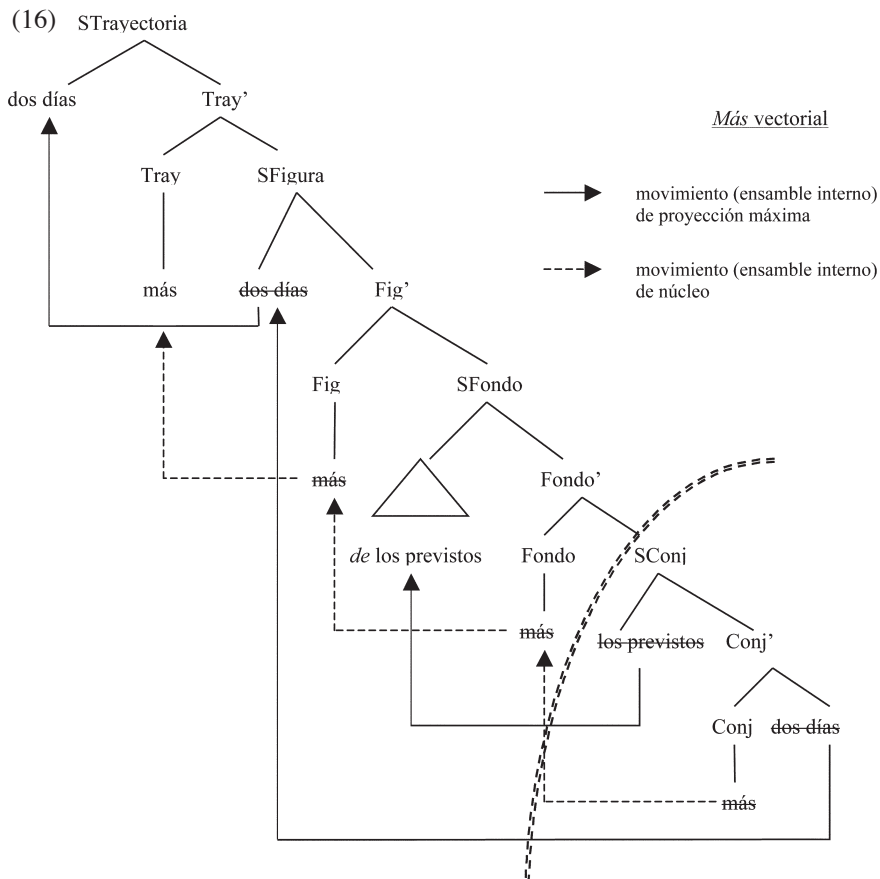 (16) STrayectoria
dos días Tray’
Más vectorial
Tray SFigura
movimiento (ensamble interno)
de proyección máxima
movimiento (ensamble interno)
de núcleo
más dos días Fig’
Fig SFondo
más Fondo’
de los previstos Fondo SConj
más los previstos Conj’
Conj dos días
más